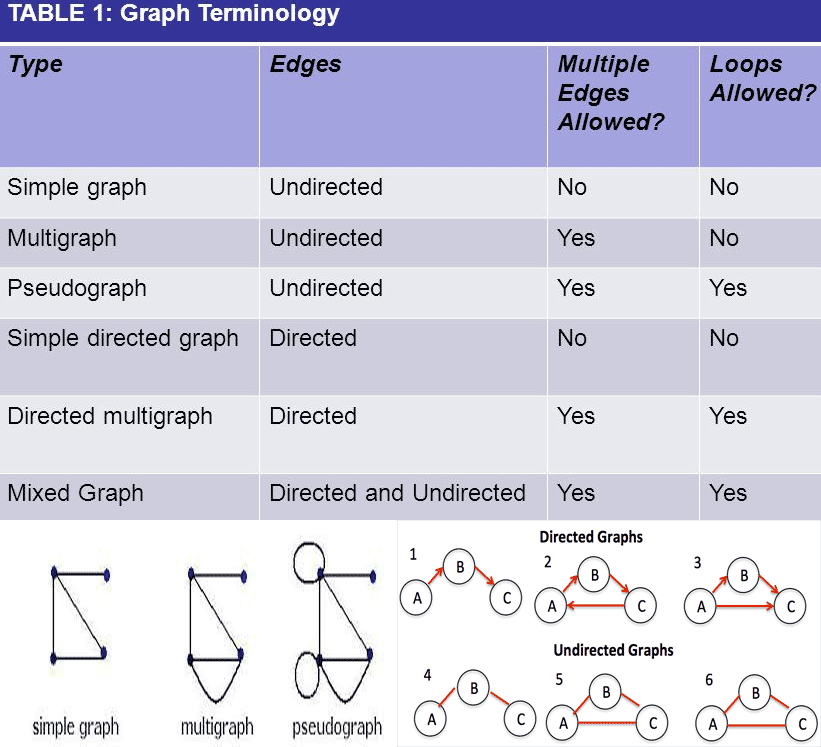 TABLE 1: Graph Terminology
Type Edges Multiple Edges Allowed? Loops Allowed?
Simple graph Undirected No No
Multigraph Undirected Yes No
Pseudograph Undirected Yes Yes
Simple directed graph Directed No No
Directed multigraph Directed Yes Yes
Mixed Graph Directed and Undirected Yes Yes
simple graph multigraph pseudograph
Directed Graphs
1 A B C
2 A B C
3 A B C
Undirected Graphs
4 A B C
5 A B C
6 A B C